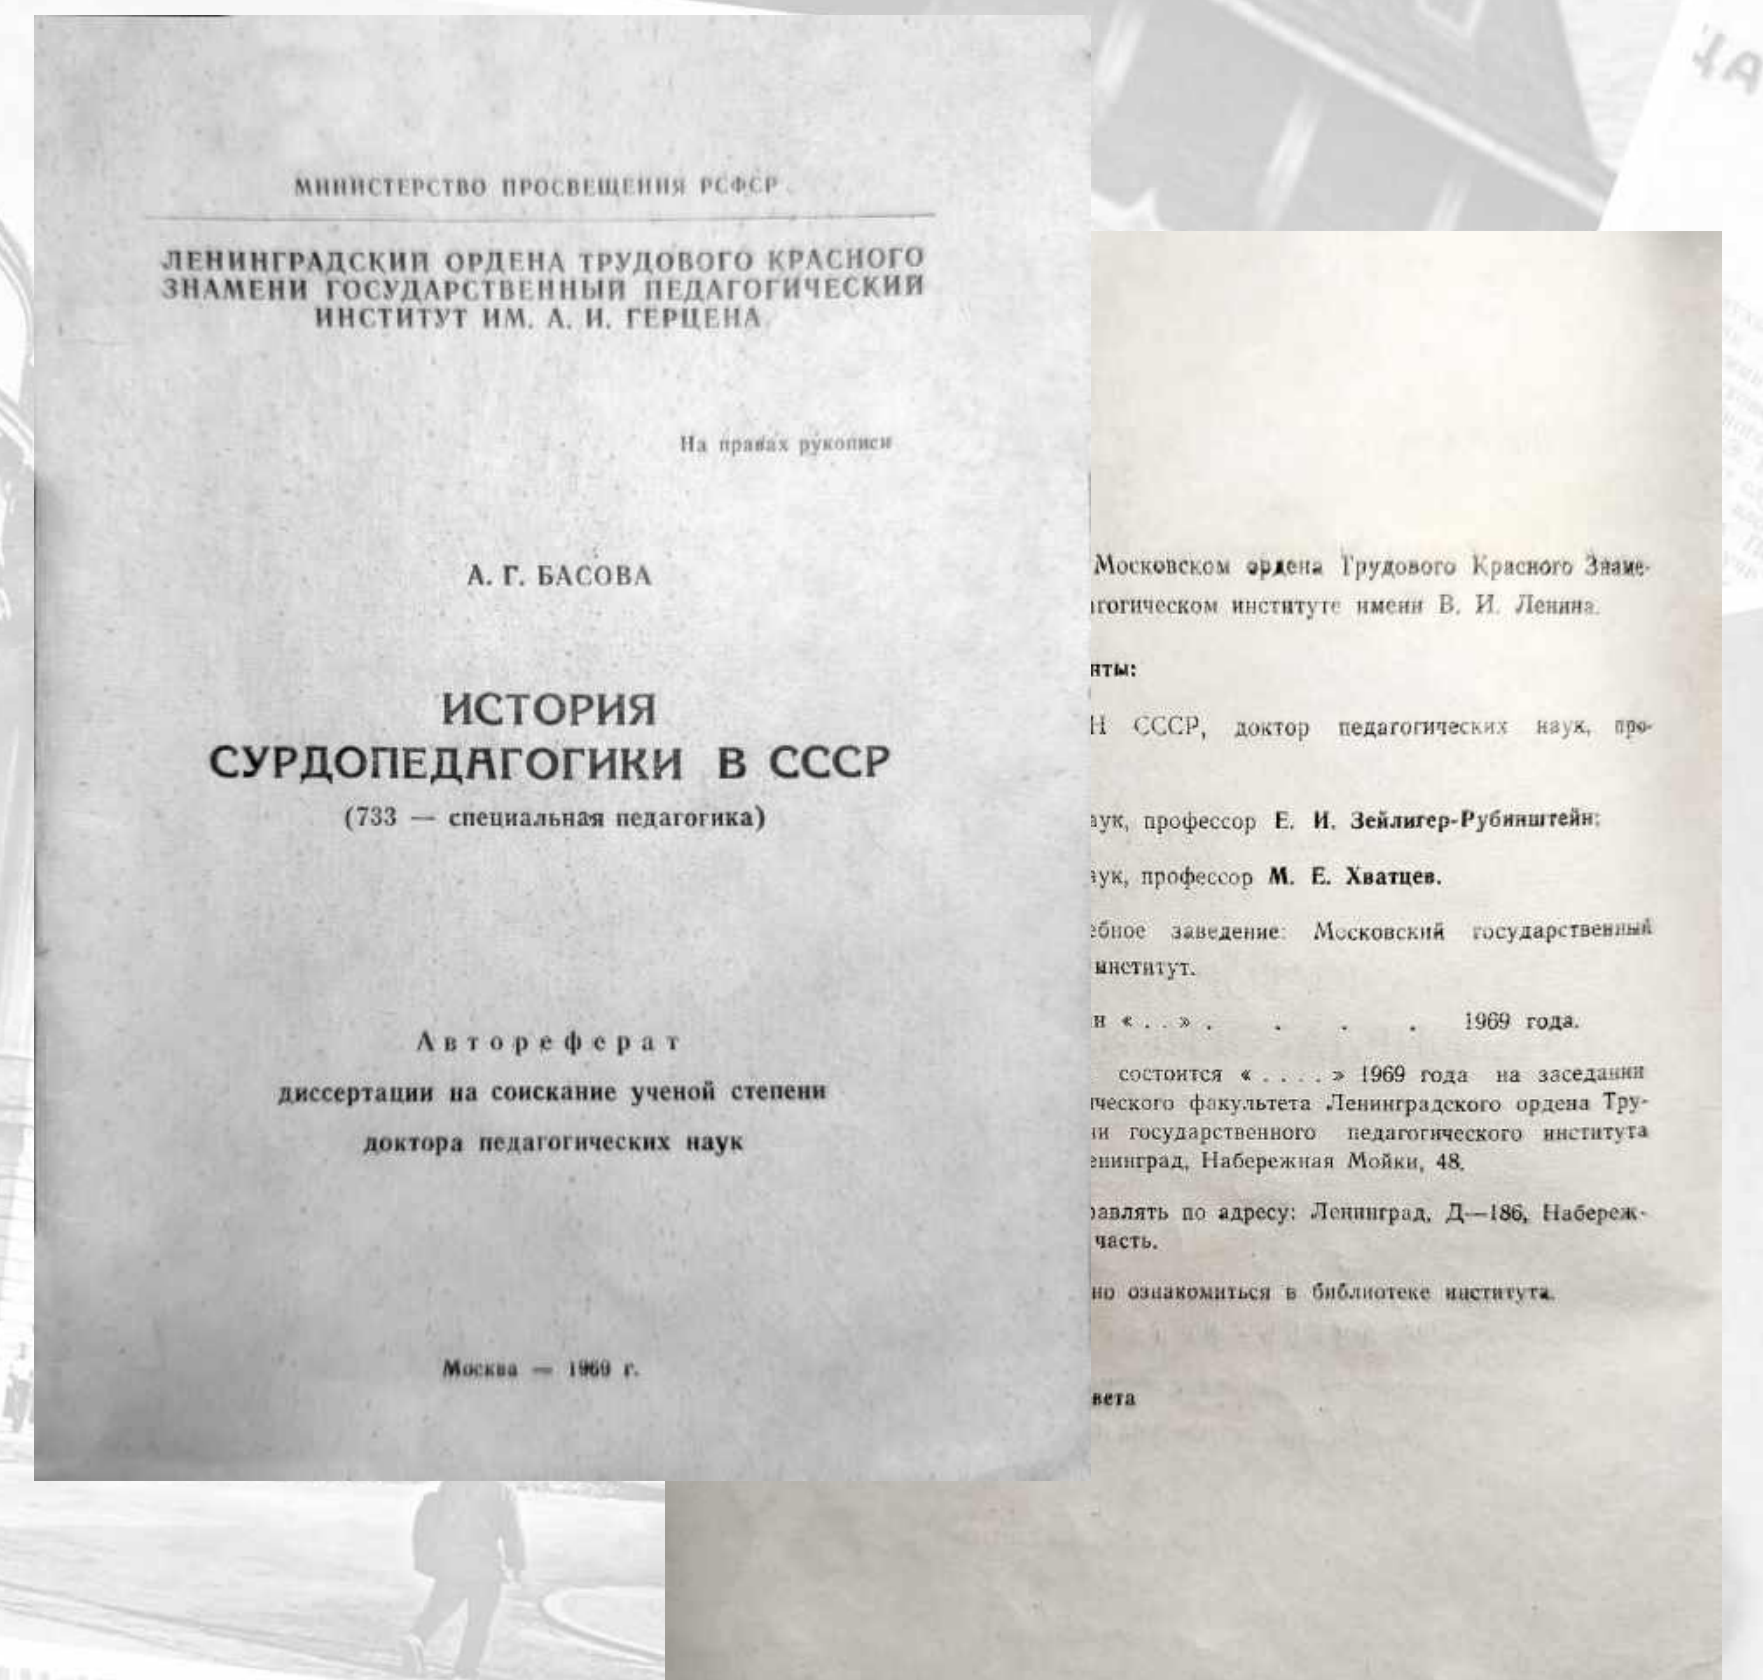 МИНИСТЕРСТВО ПРОСВЕЩЕНИЯ РСФСР
ЛЕНИНГРАДСКИЙ ОРДЕНА ТРУДОВОГО КРАСНОГО
ЗНАМЕНИ ГОСУДАРСТВЕННЫЙ ПЕДАГОГИЧЕСКИЙ
ИНСТИТУТ ИМ. А. И. ГЕРЦЕНА
На правах рукописи
А. Г. БАСОВА
ИСТОРИЯ
СУРДОПЕДАГОГИКИ В СССР
(733 — специальная педагогика)
Автореферат
диссертации на соискание ученой степени
доктора педагогических наук
Москва — 1969 г.
Московском ордена Трудового Красного Знаме-
агогическом институте имени В. И. Ленина.
нты:
Н СССР, доктор педагогических наук, про-
аук, профессор Е. И. Зейлигер-Рубинштейн;
аук, профессор М. Е. Хватцев.
ебное заведение: Московский государственный
институт.
н « . . » . . . . 1969 года.
состоится « . . . . » 1969 года на заседании
ического факультета Ленинградского ордена Тру-
ни государственного педагогического института
енинград, Набережная Мойки, 48.
равлять по адресу: Ленинград, Д—186, Набереж-
часть.
но ознакомиться в библиотеке института.
вета